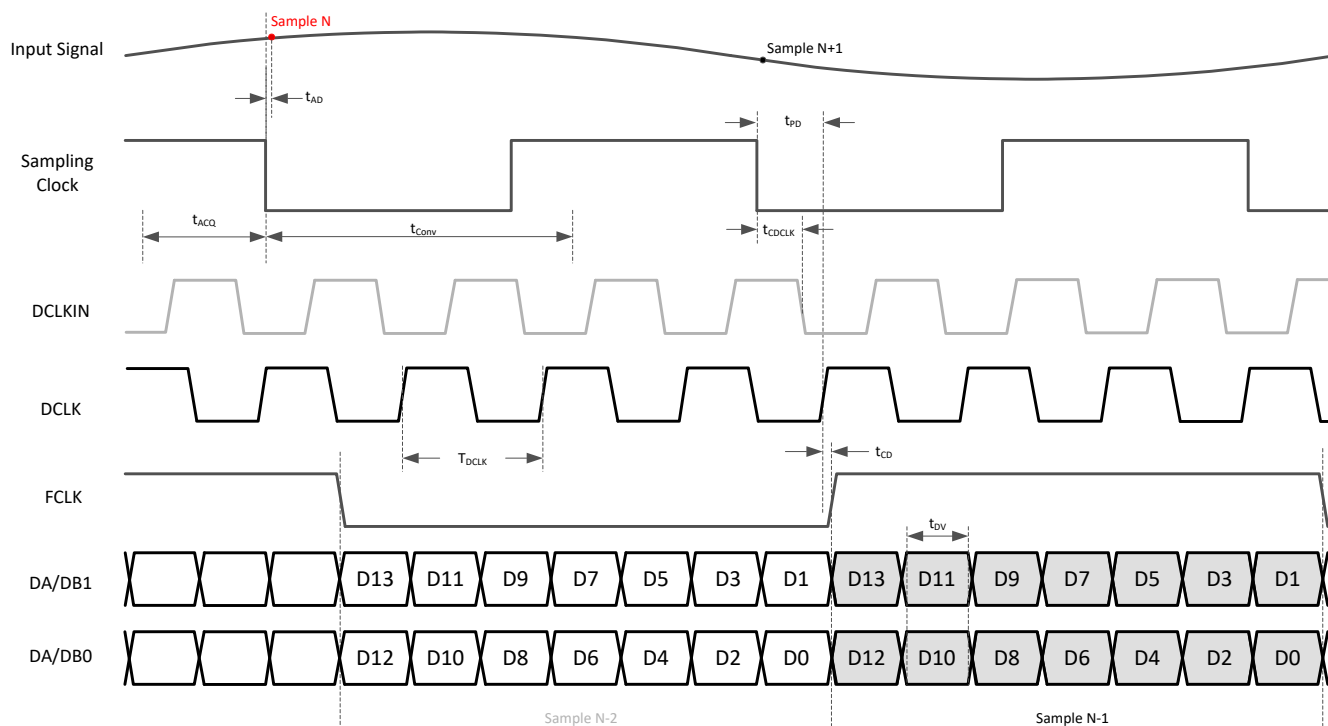 Sample N
Input Signal
Sample N+1
tAD
tPD
Sampling
Clock
tACQ
tConv
tCDCLK
DCLKIN
DCLK
TDCLK
tCD
FCLK
tDV
DA/DB1 D13 D11 D9 D7 D5 D3 D1 D13 D11 D9 D7 D5 D3 D1
DA/DB0 D12 D10 D8 D6 D4 D2 D0 D12 D10 D8 D6 D4 D2 D0
Sample N-2 Sample N-1